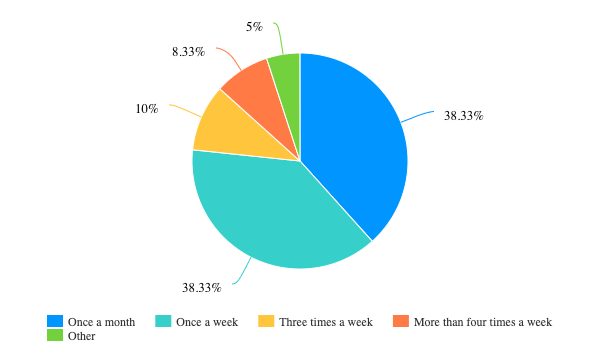 5%
8.33%
10%
38.33%
38.33%
Once a month Once a week Three times a week More than four times a week
Other